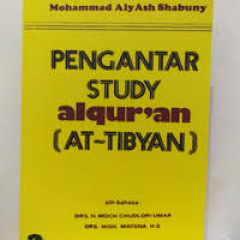 Mohammad Aly Ash Shabuny
PENGANTAR
STUDY
alqur'an
(AT-TIBYAN)
alih bahasa:
DRS. H. MOCH CHUDLORI UMAR
DRS. MOH. MATSNA H.S